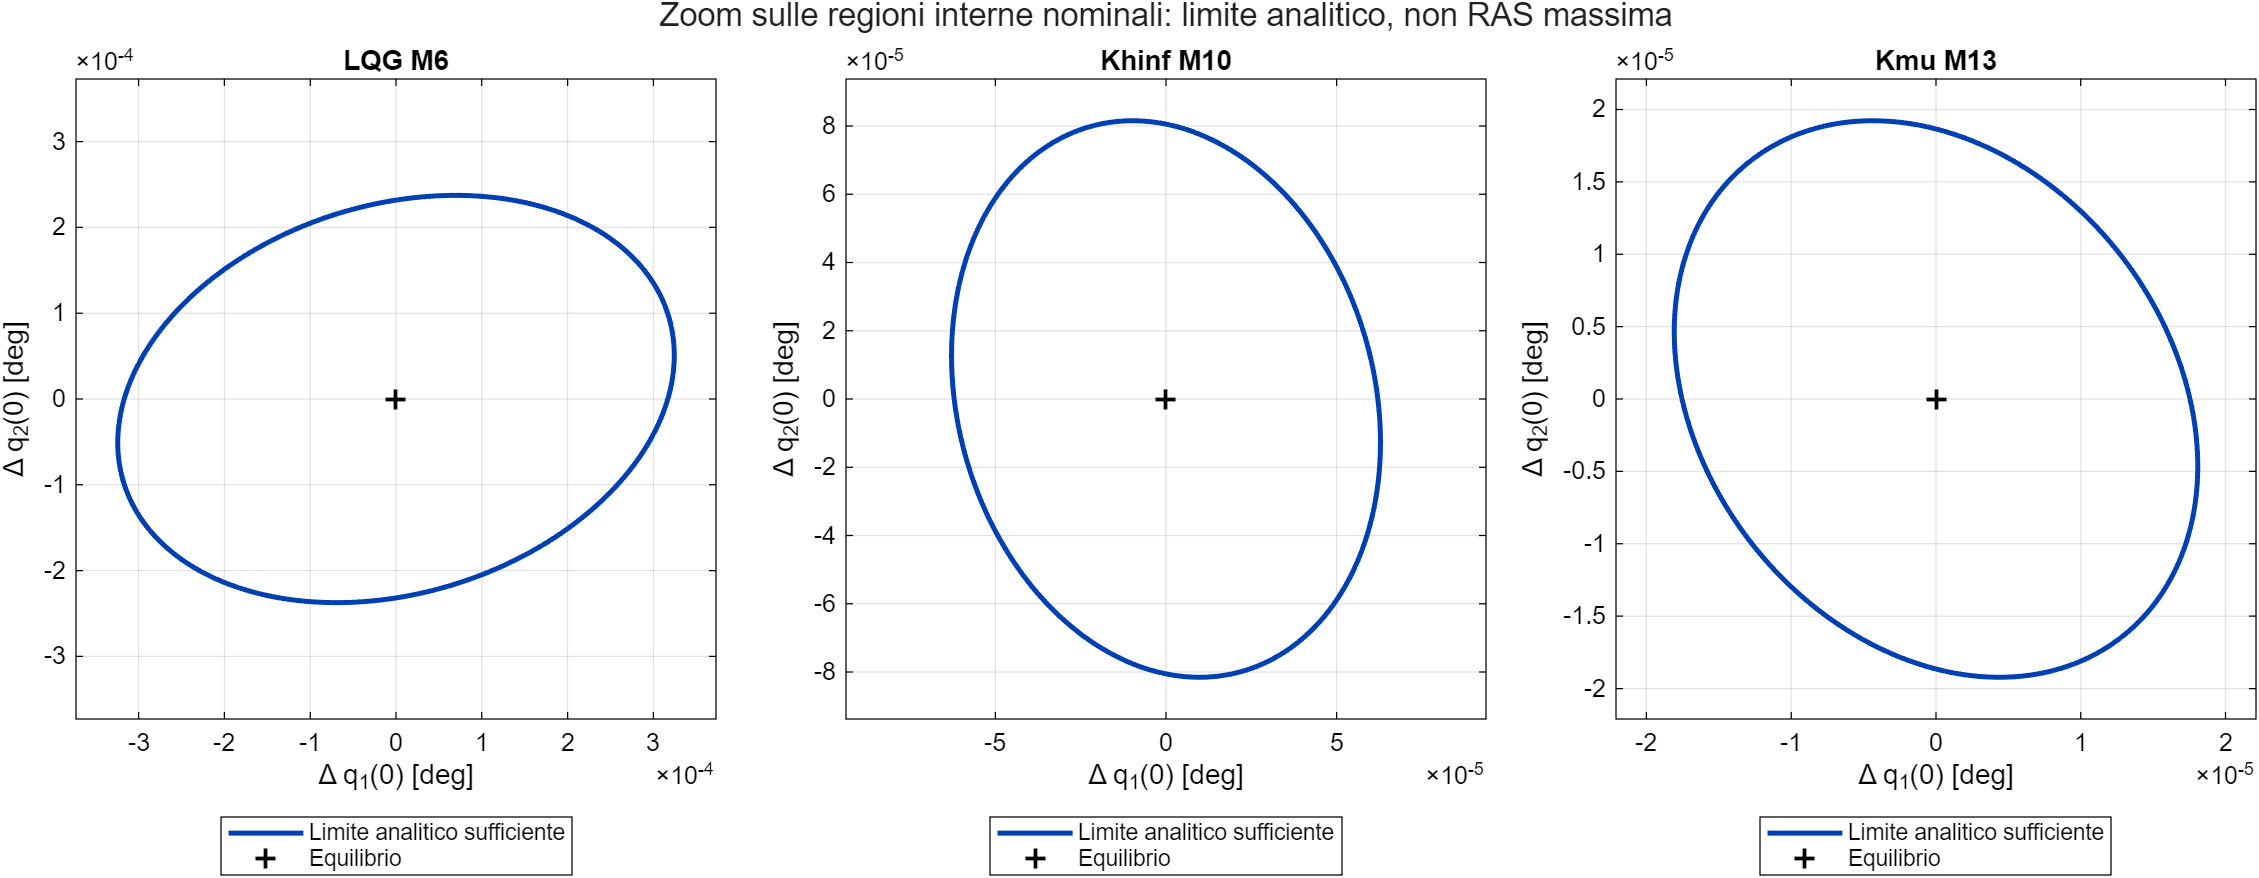 Zoom sulle regioni interne nominali: limite analitico, non RAS massima
×10⁻⁴
LQG M6
3
2
1
0
-1
-2
-3
Δ q₂(0) [deg]
-3 -2 -1 0 1 2 3
Δ q₁(0) [deg]
×10⁻⁴
Limite analitico sufficiente
Equilibrio
×10⁻⁵
Khinf M10
8
6
4
2
0
-2
-4
-6
-8
Δ q₂(0) [deg]
-5 0 5
Δ q₁(0) [deg]
×10⁻⁵
Limite analitico sufficiente
Equilibrio
×10⁻⁵
Kmu M13
2
1.5
1
0.5
0
-0.5
-1
-1.5
-2
Δ q₂(0) [deg]
-2 -1 0 1 2
Δ q₁(0) [deg]
×10⁻⁵
Limite analitico sufficiente
Equilibrio